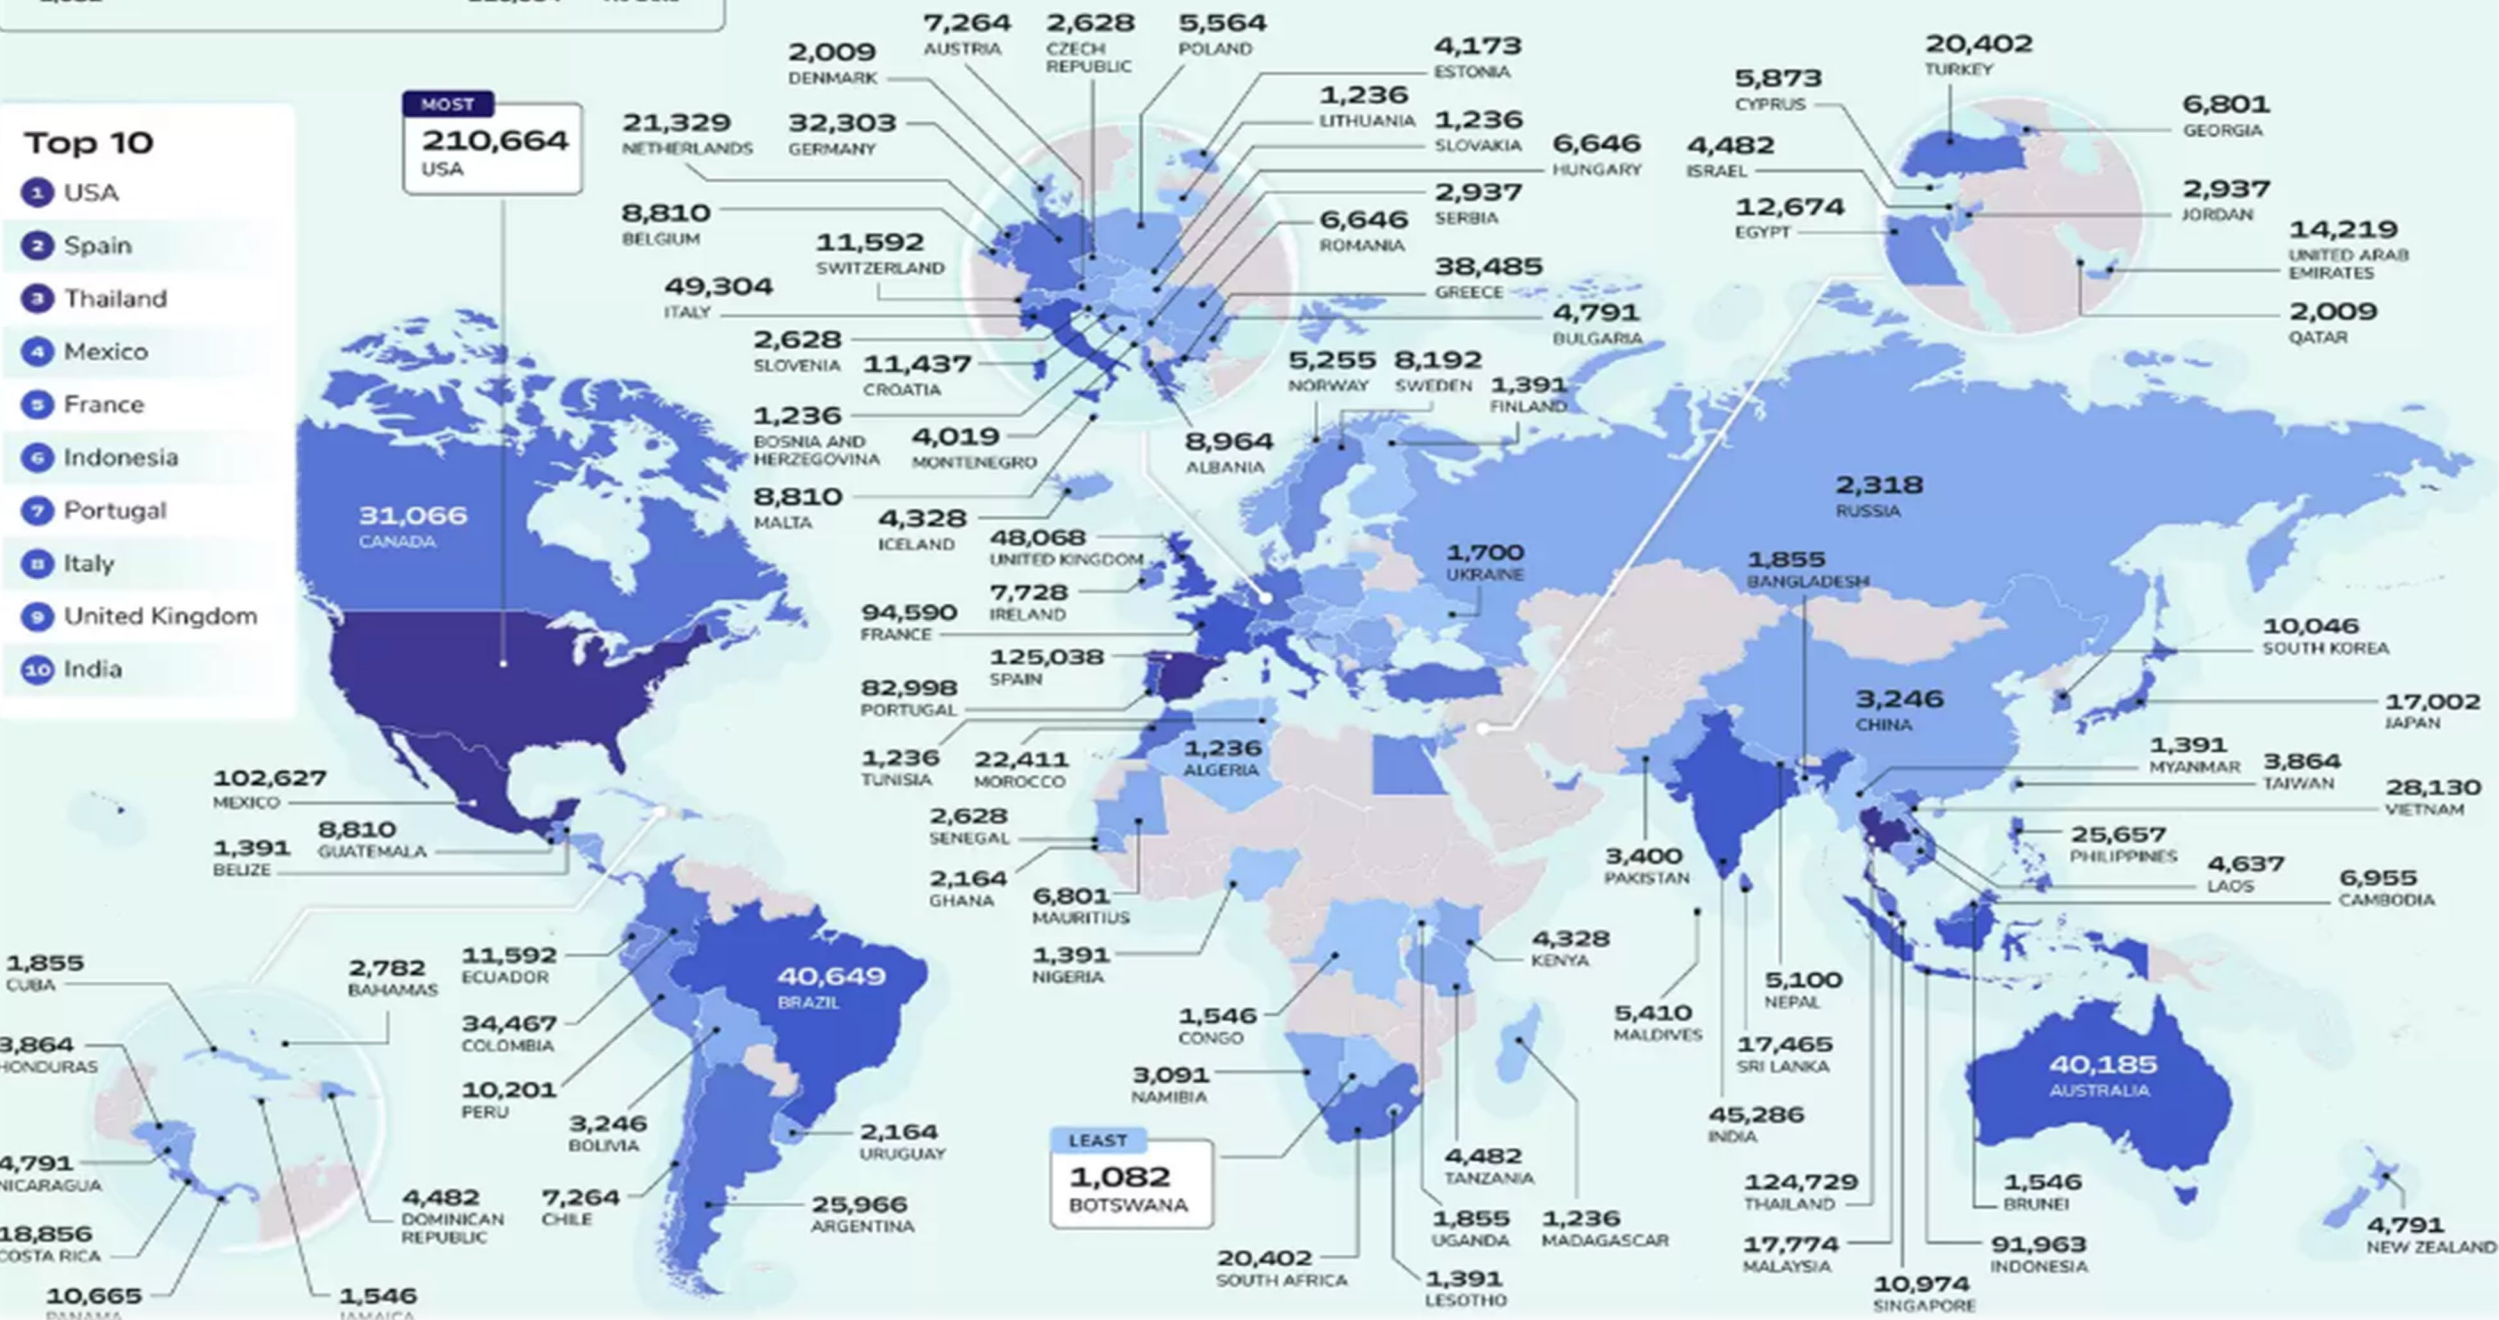 Top 10
1 USA
2 Spain
3 Thailand
4 Mexico
5 France
6 Indonesia
7 Portugal
8 Italy
9 United Kingdom
10 India
MOST
210,664
USA
31,066
CANADA
102,627
MEXICO
1,391
BELIZE
8,810
GUATEMALA
1,855
CUBA
2,782
BAHAMAS
3,864
HONDURAS
4,791
NICARAGUA
18,856
COSTA RICA
10,665
PANAMA
1,546
JAMAICA
4,482
DOMINICAN
REPUBLIC
11,592
ECUADOR
34,467
COLOMBIA
10,201
PERU
3,246
BOLIVIA
7,264
CHILE
40,649
BRAZIL
2,164
URUGUAY
25,966
ARGENTINA
7,264
AUSTRIA
2,628
CZECH
REPUBLIC
5,564
POLAND
2,009
DENMARK
21,329
NETHERLANDS
32,303
GERMANY
8,810
BELGIUM
11,592
SWITZERLAND
49,304
ITALY
2,628
SLOVENIA
11,437
CROATIA
1,236
BOSNIA AND
HERZEGOVINA
4,019
MONTENEGRO
8,810
MALTA
4,173
ESTONIA
1,236
LITHUANIA
1,236
SLOVAKIA
6,646
HUNGARY
2,937
SERBIA
6,646
ROMANIA
38,485
GREECE
4,791
BULGARIA
8,964
ALBANIA
5,255
NORWAY
8,192
SWEDEN
1,391
FINLAND
4,328
ICELAND
48,068
UNITED KINGDOM
7,728
IRELAND
94,590
FRANCE
125,038
SPAIN
82,998
PORTUGAL
1,700
UKRAINE
2,318
RUSSIA
20,402
TURKEY
5,873
CYPRUS
6,801
GEORGIA
4,482
ISRAEL
2,937
JORDAN
12,674
EGYPT
14,219
UNITED ARAB
EMIRATES
2,009
QATAR
1,236
TUNISIA
22,411
MOROCCO
1,236
ALGERIA
2,628
SENEGAL
2,164
GHANA
6,801
MAURITIUS
1,391
NIGERIA
1,546
CONGO
4,328
KENYA
3,091
NAMIBIA
LEAST
1,082
BOTSWANA
20,402
SOUTH AFRICA
1,391
LESOTHO
4,482
TANZANIA
1,855
UGANDA
1,236
MADAGASCAR
1,855
BANGLADESH
3,246
CHINA
10,046
SOUTH KOREA
17,002
JAPAN
1,391
MYANMAR
3,864
TAIWAN
28,130
VIETNAM
25,657
PHILIPPINES
4,637
LAOS
6,955
CAMBODIA
3,400
PAKISTAN
5,410
MALDIVES
5,100
NEPAL
17,465
SRI LANKA
45,286
INDIA
124,729
THAILAND
17,774
MALAYSIA
10,974
SINGAPORE
91,963
INDONESIA
1,546
BRUNEI
40,185
AUSTRALIA
4,791
NEW ZEALAND